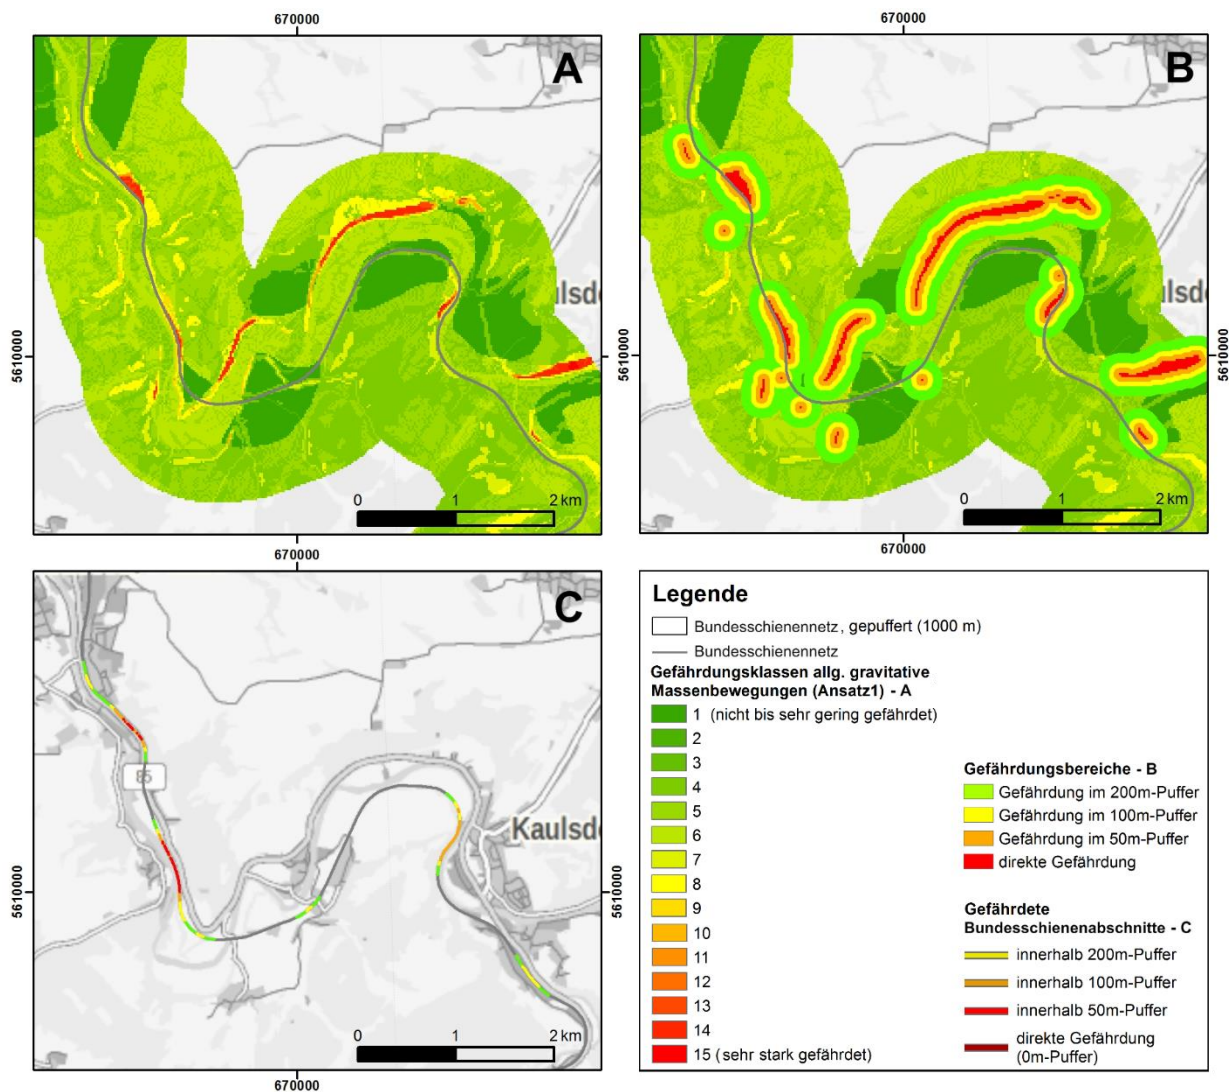 670000
670000
A
B
ulsd
ulsd
5610000
5610000
0 1 2 km
0 1 2 km
670000
670000
C
85
Kaulsd
5610000
5610000
0 1 2 km
670000
Legende
Bundesschienennetz, gepuffert (1000 m)
Bundesschienennetz
Gefährdungsklassen allg. gravitative
Massenbewegungen (Ansatz1) - A
1 (nicht bis sehr gering gefährdet)
2
3
4
5
6
7
8
9
10
11
12
13
14
15 (sehr stark gefährdet)
Gefährdungsbereiche - B
Gefährdung im 200m-Puffer
Gefährdung im 100m-Puffer
Gefährdung im 50m-Puffer
direkte Gefährdung
Gefährdete
Bundesschienenabschnitte - C
innerhalb 200m-Puffer
innerhalb 100m-Puffer
innerhalb 50m-Puffer
direkte Gefährdung
(0m-Puffer)